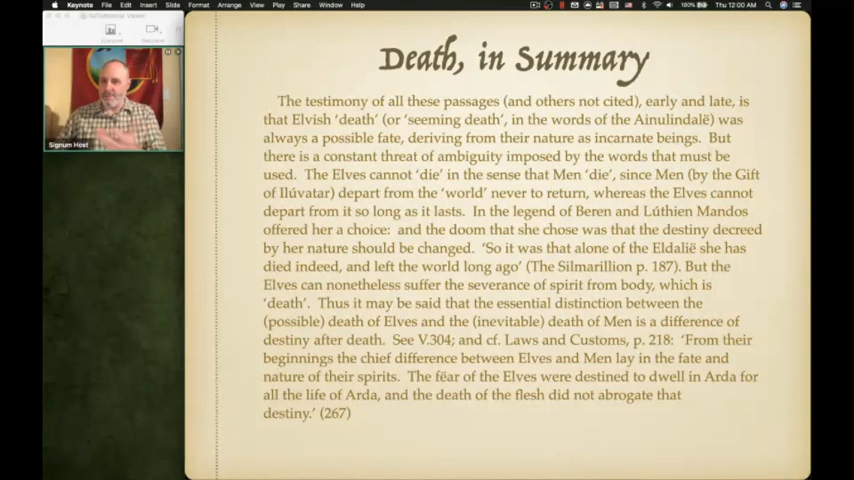 Keynote File Edit Insert Slide Format Arrange View Play Share Window Help 100% Thu 12:00 AM
Signum Host
Death, in Summary
The testimony of all these passages (and others not cited), early and late, is
that Elvish ‘death’ (or ‘seeming death’, in the words of the Ainulindalë) was
always a possible fate, deriving from their nature as incarnate beings. But
there is a constant threat of ambiguity imposed by the words that must be
used. The Elves cannot ‘die’ in the sense that Men ‘die’, since Men (by the Gift
of Ilúvatar) depart from the ‘world’ never to return, whereas the Elves cannot
depart from it so long as it lasts. In the legend of Beren and Lúthien Mandos
offered her a choice: and the doom that she chose was that the destiny decreed
by her nature should be changed. ‘So it was that alone of the Eldalië she has
died indeed, and left the world long ago’ (The Silmarillion p. 187). But the
Elves can nonetheless suffer the severance of spirit from body, which is
‘death’. Thus it may be said that the essential distinction between the
(possible) death of Elves and the (inevitable) death of Men is a difference of
destiny after death. See V.304; and cf. Laws and Customs, p. 218: ‘From their
beginnings the chief difference between Elves and Men lay in the fate and
nature of their spirits. The fëar of the Elves were destined to dwell in Arda for
all the life of Arda, and the death of the flesh did not abrogate that
destiny.’ (267)